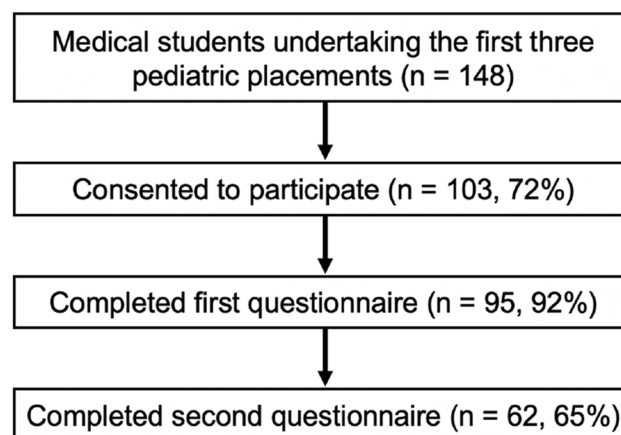 Medical students undertaking the first three
pediatric placements (n = 148)
Consented to participate (n = 103, 72%)
Completed first questionnaire (n = 95, 92%)
Completed second questionnaire (n = 62, 65%)